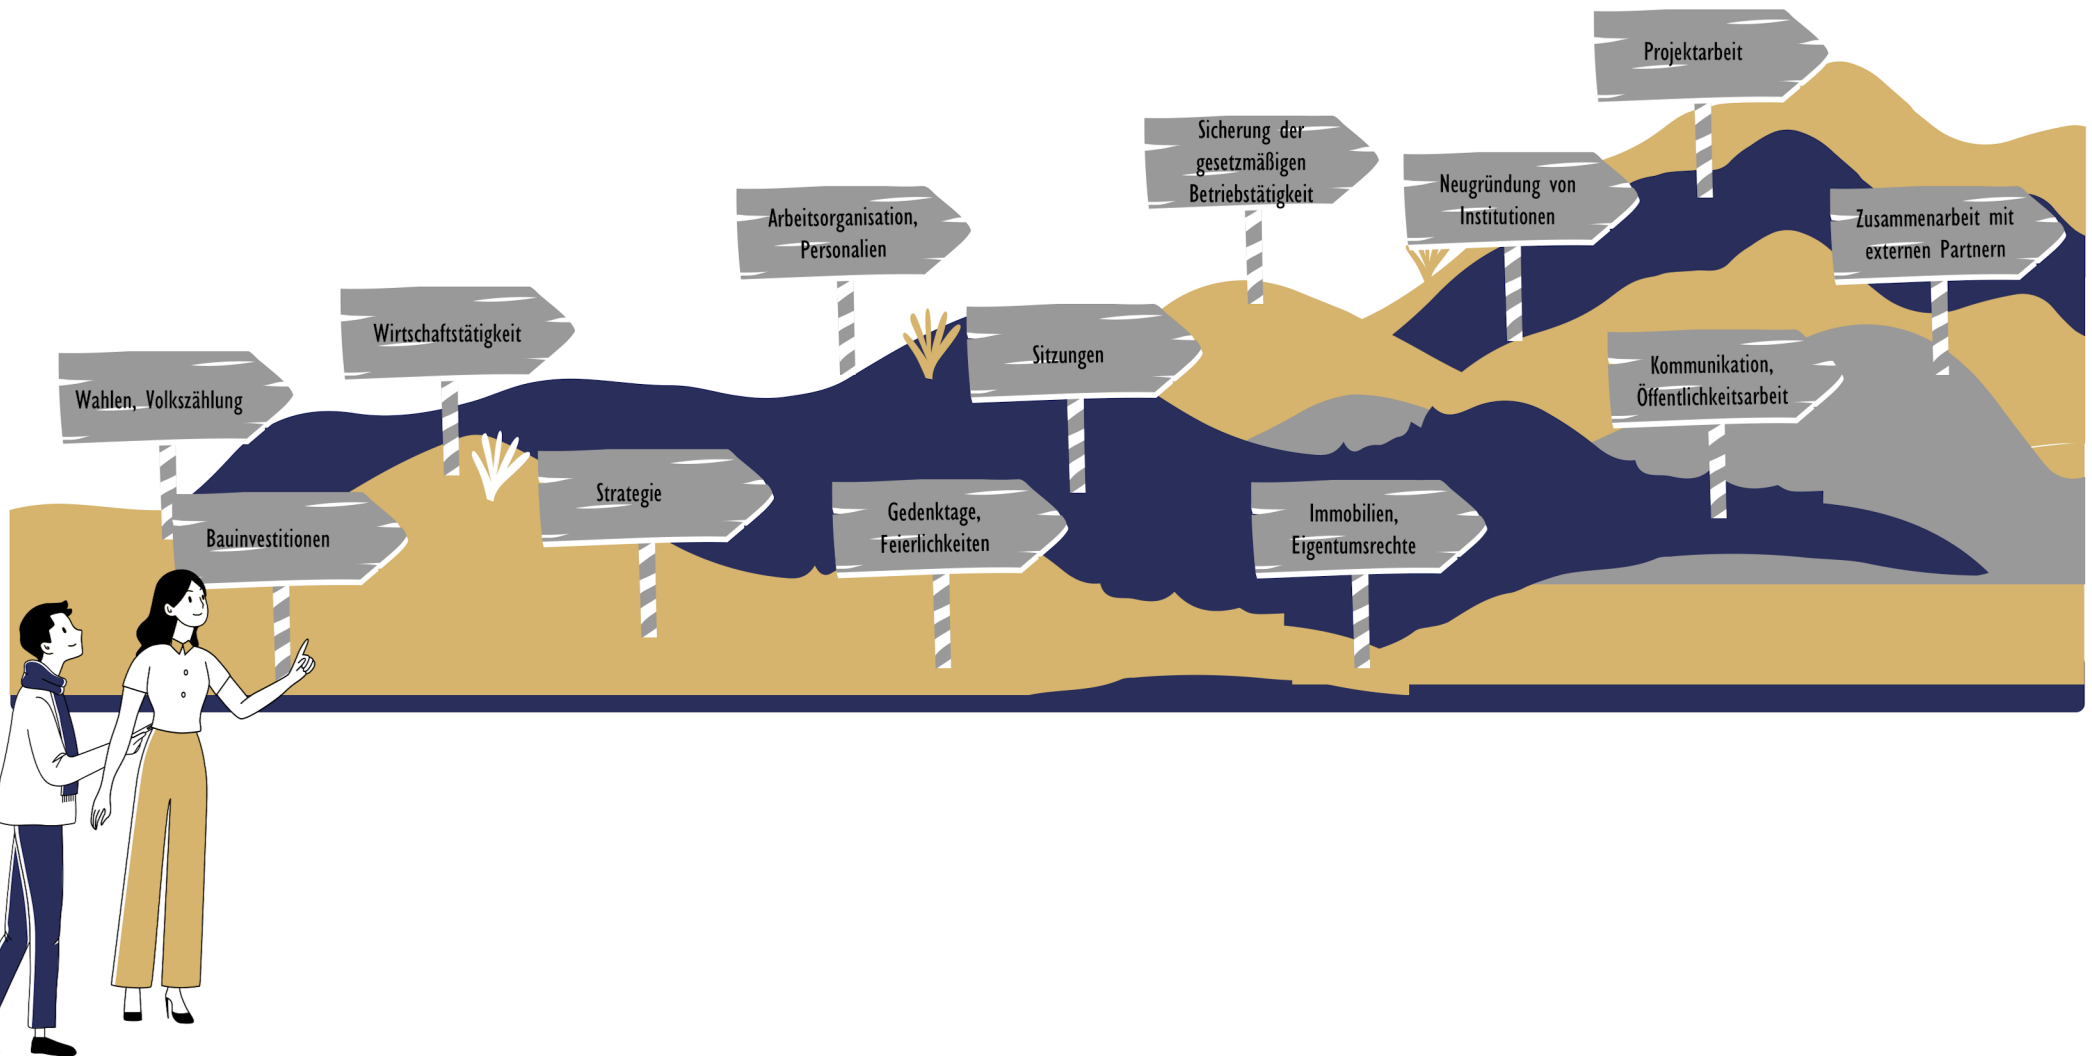 Projektarbeit
Sicherung der
gesetzmäßigen
Betriebstätigkeit
Neugründung von
Institutionen
Arbeitsorganisation,
Personalien
Zusammenarbeit mit
externen Partnern
Wirtschaftstätigkeit
Sitzungen
Kommunikation,
Öffentlichkeitsarbeit
Wahlen, Volkszählung
Strategie
Gedenktage,
Feierlichkeiten
Immobilien,
Eigentumsrechte
Bauinvestitionen